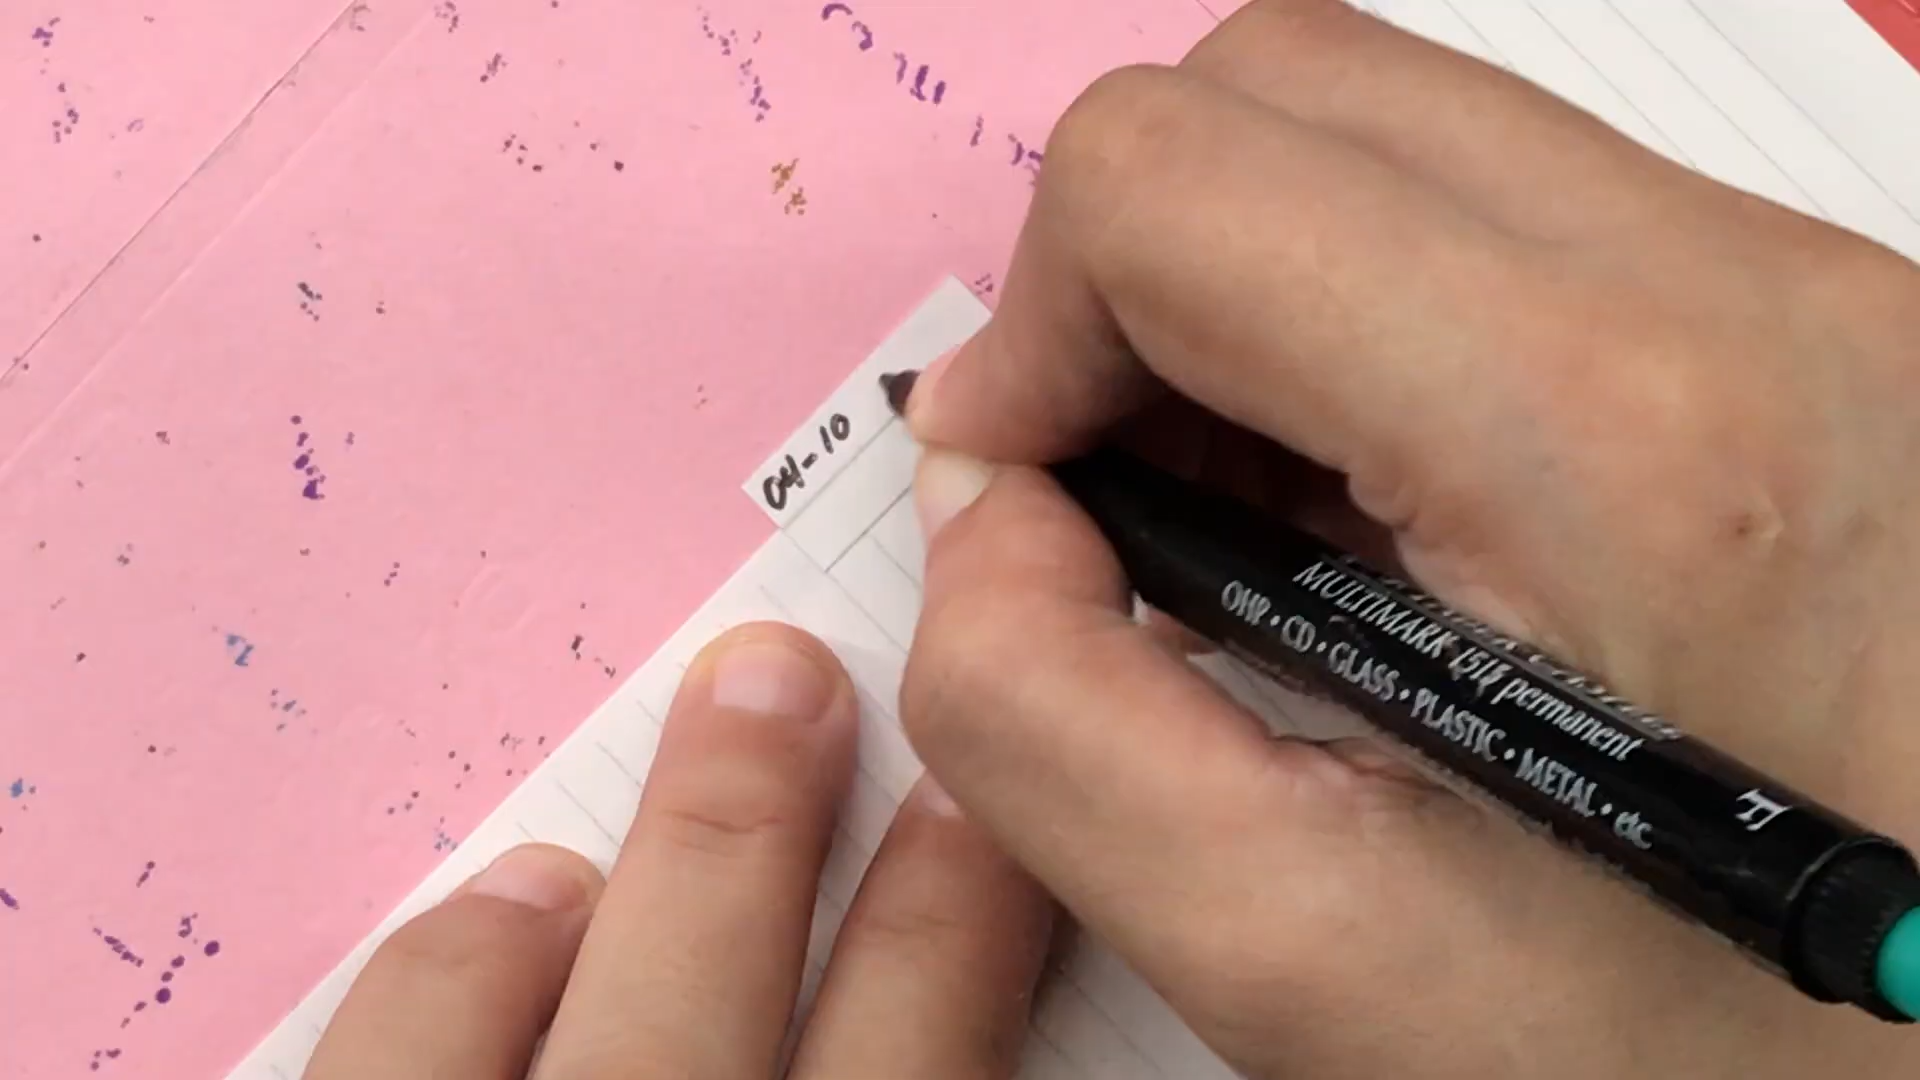 04-10
MULTIMARK 1513 permanent
OHP • CD • GLASS • PLASTIC • METAL • etc
F